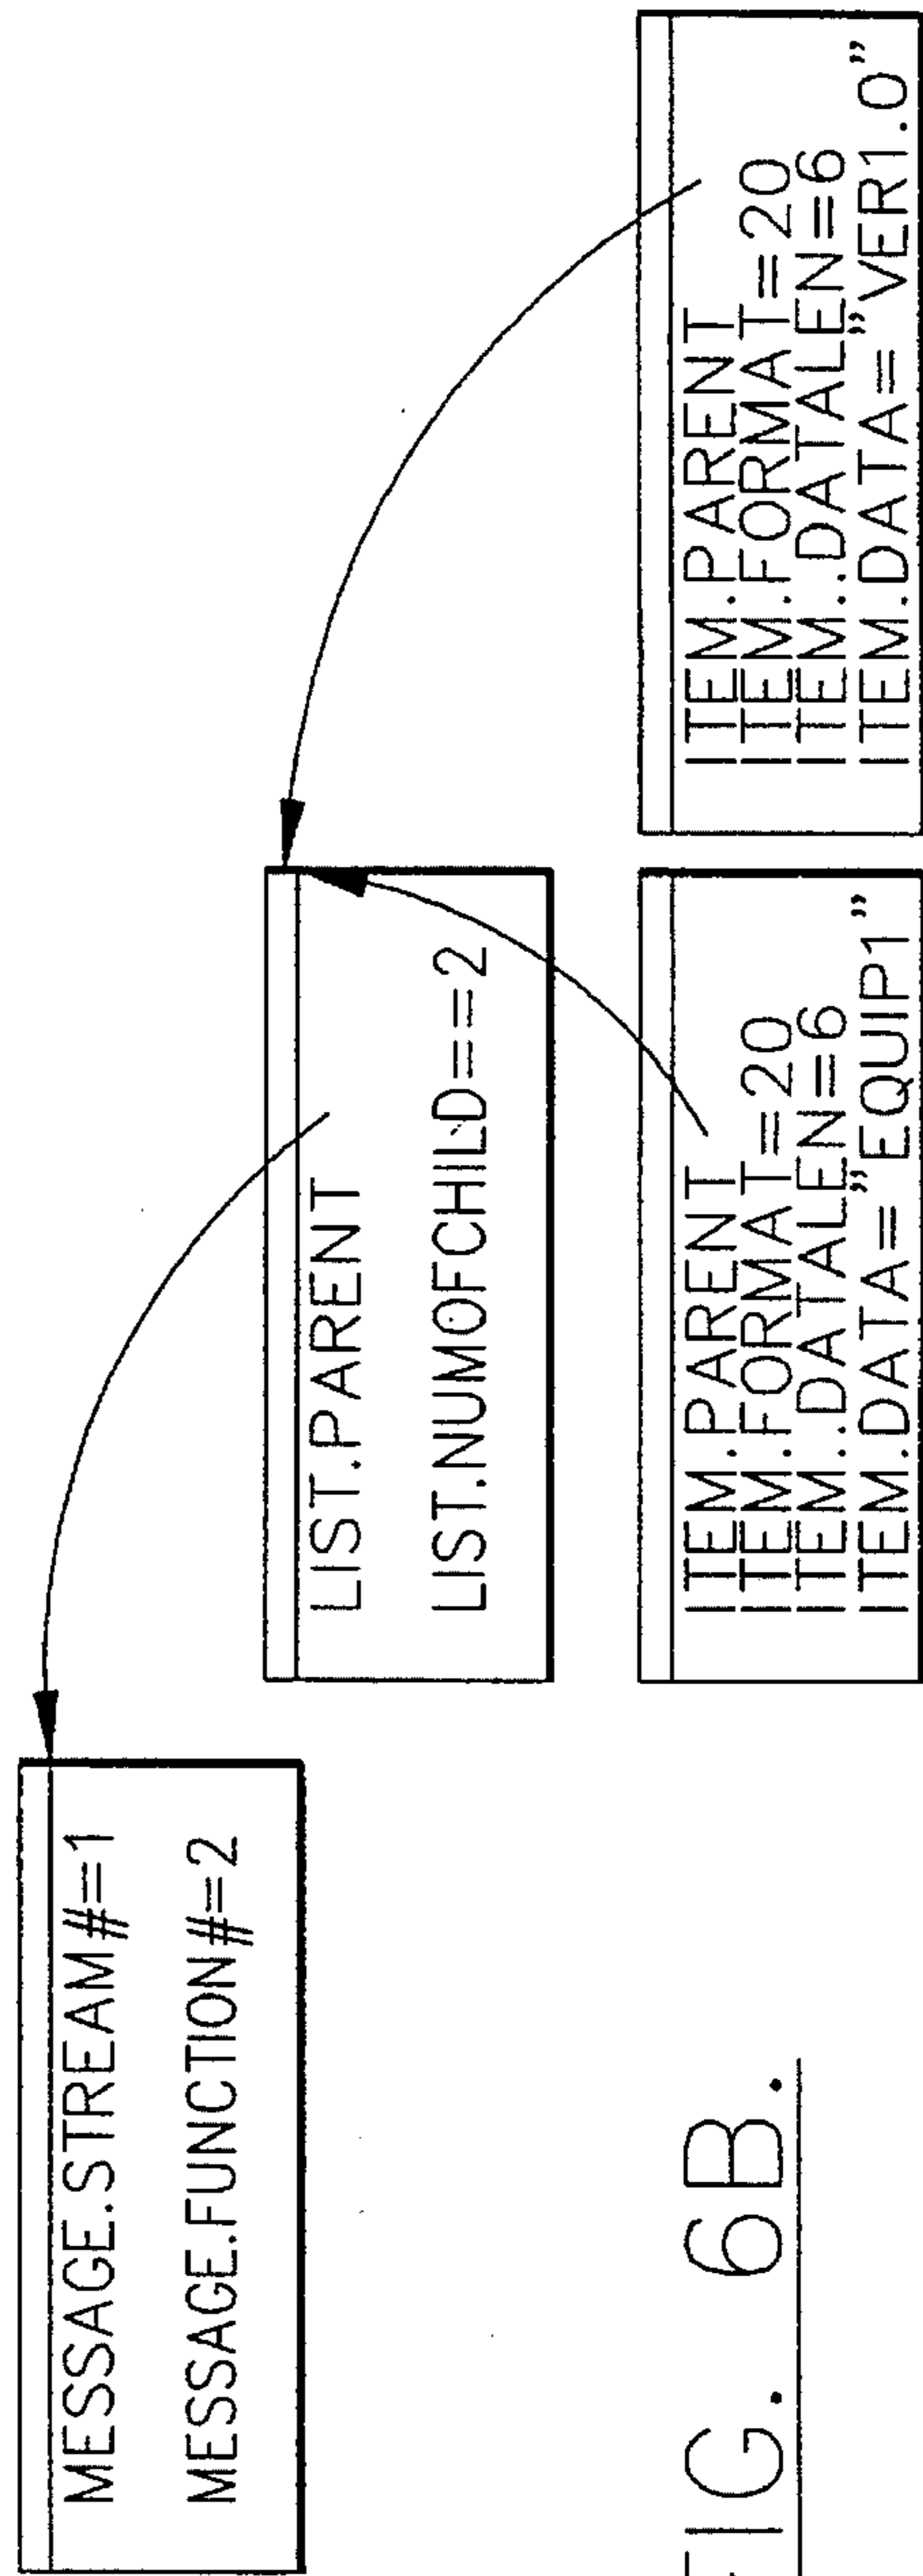 MESSAGE.STREAM#=1
MESSAGE.FUNCTION#=2
LIST.PARENT
LIST.NUMOFCHILD==2
ITEM.PARENT
ITEM.FORMAT=20
ITEM..DATALEN=6
ITEM.DATA="EQUIP1"
ITEM.PARENT
ITEM.FORMAT=20
ITEM..DATALEN=6
ITEM.DATA="VER1.0"
FIG. 6B.